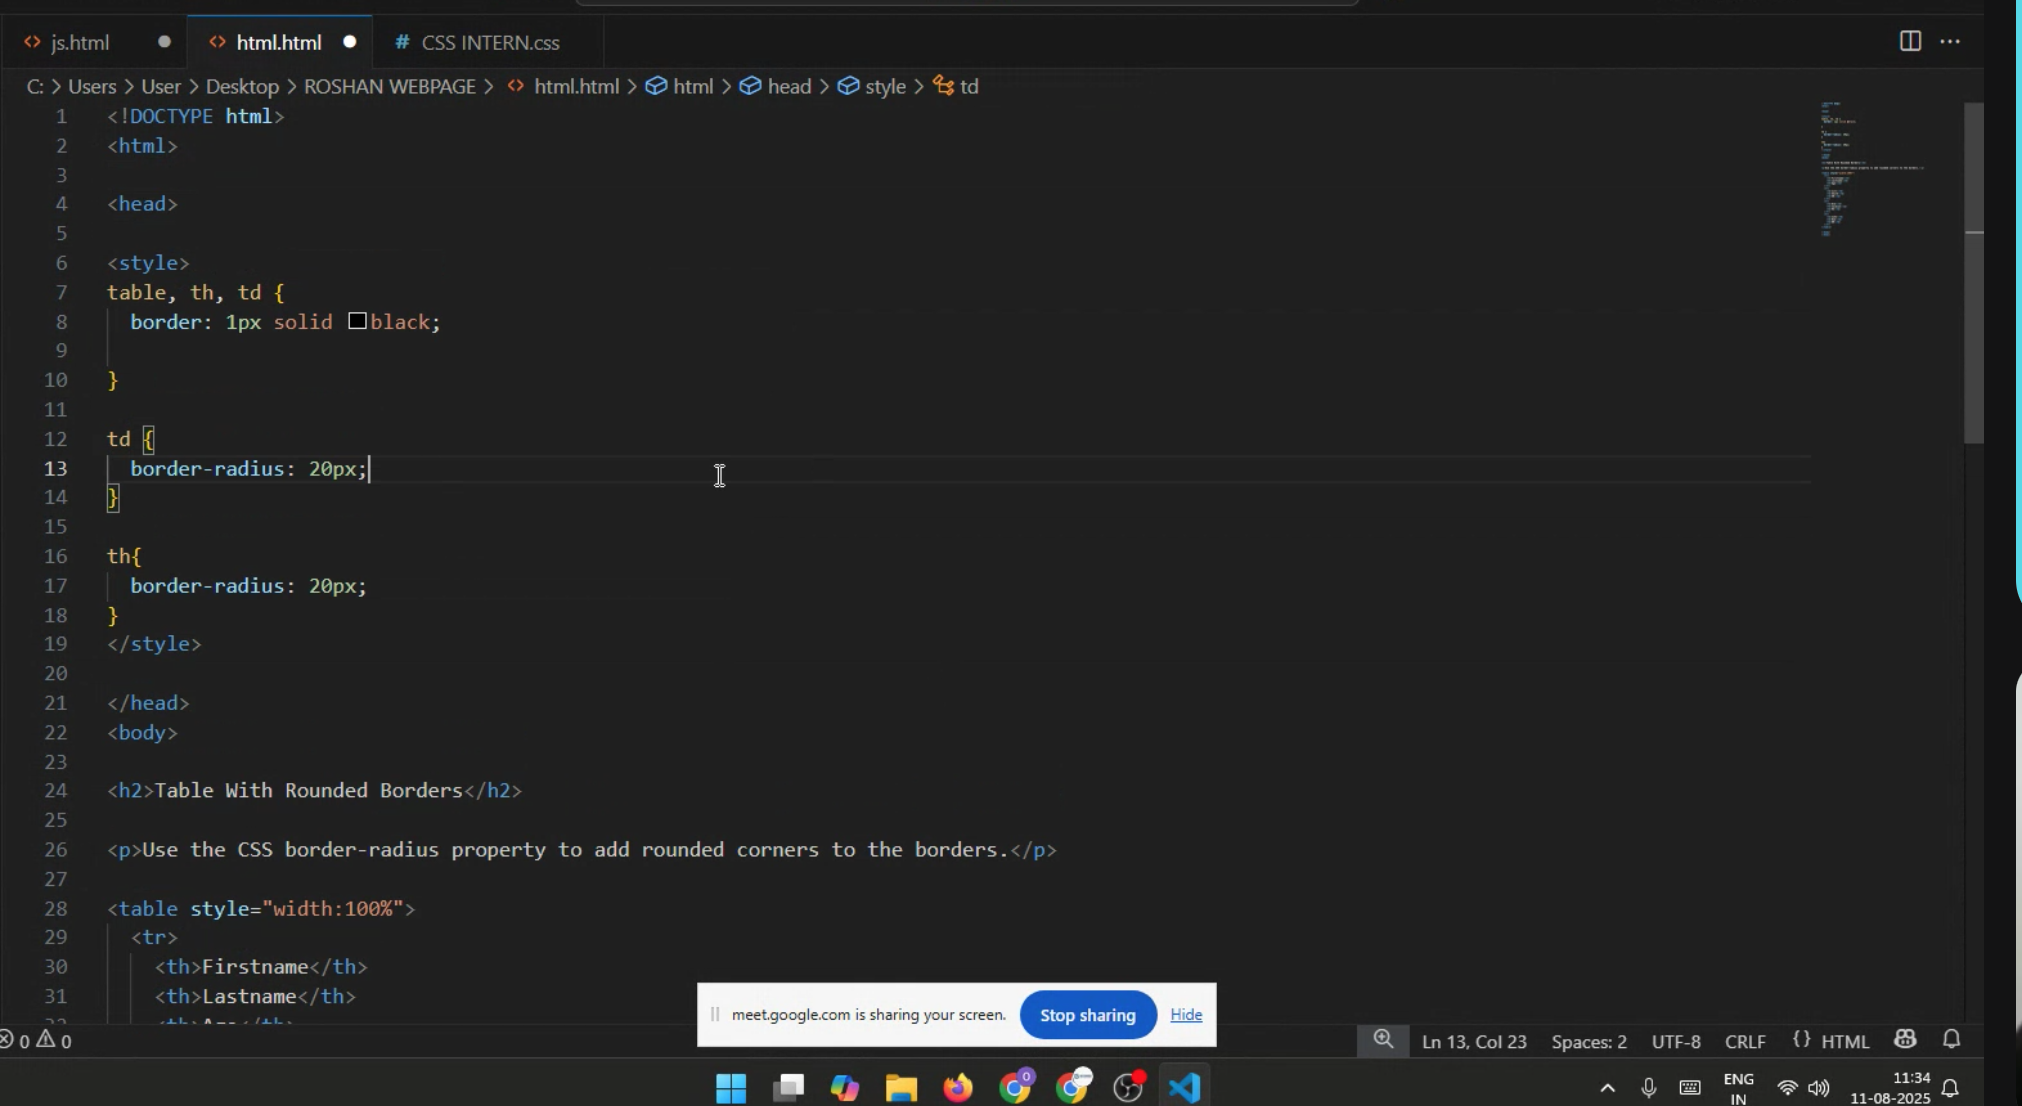 js.html
html.html
# CSS INTERN.css
C: > Users > User > Desktop > ROSHAN WEBPAGE > html.html > html > head > style > td
1 <!DOCTYPE html>
2 <html>
3
4 <head>
5
6 <style>
7 table, th, td {
8 border: 1px solid black;
9
10 }
11
12 td {
13 border-radius: 20px;
14 }
15
16 th{
17 border-radius: 20px;
18 }
19 </style>
20
21 </head>
22 <body>
23
24 <h2>Table With Rounded Borders</h2>
25
26 <p>Use the CSS border-radius property to add rounded corners to the borders.</p>
27
28 <table style="width:100%">
29 <tr>
30 <th>Firstname</th>
31 <th>Lastname</th>
meet.google.com is sharing your screen. Stop sharing Hide
0 0 Ln 13, Col 23 Spaces: 2 UTF-8 CRLF {} HTML
ENG
IN
11:34
11-08-2025